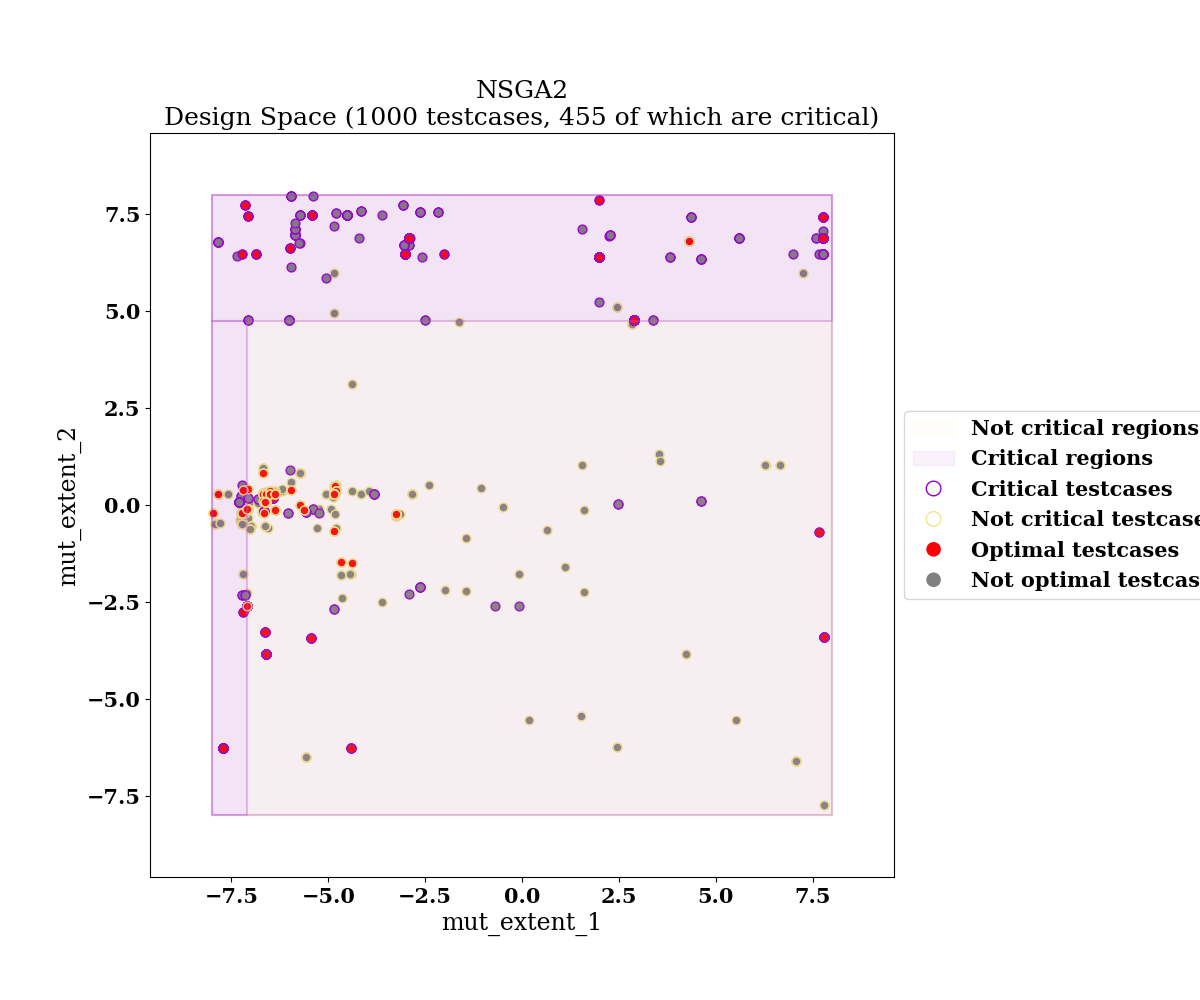 NSGA2
Design Space (1000 testcases, 455 of which are critical)
mut_extent_2
7.5
5.0
2.5
0.0
−2.5
−5.0
−7.5
−7.5
−5.0
−2.5
0.0
2.5
5.0
7.5
mut_extent_1
Not critical regions
Critical regions
Critical testcases
Not critical testcase
Optimal testcases
Not optimal testcas